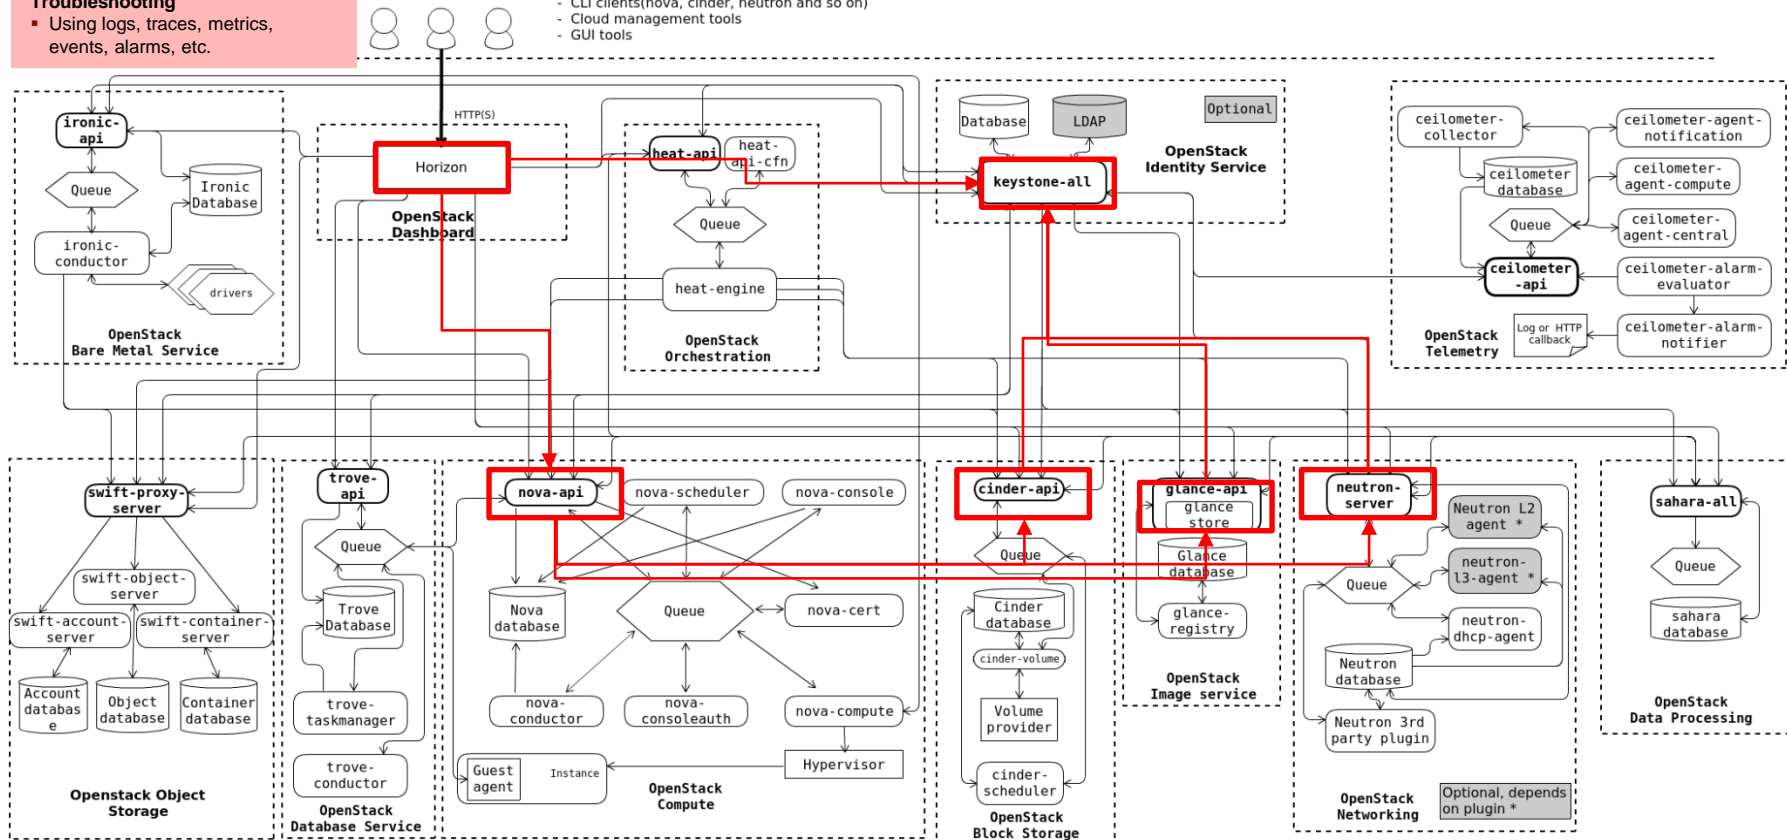 Troubleshooting
▪ Using logs, traces, metrics,
events, alarms, etc.
- CLI clients(nova, cinder, neutron and so on)
- Cloud management tools
- GUI tools
HTTP(S)
ironic-
api
Queue
Ironic
Database
ironic-
conductor
drivers
OpenStack
Bare Metal Service
Horizon
OpenStack
Dashboard
heat-api
heat-
api-cfn
Queue
heat-engine
OpenStack
Orchestration
Database
LDAP
Optional
keystone-all
OpenStack
Identity Service
ceilometer-
collector
ceilometer-agent-
notification
ceilometer
database
ceilometer-
agent-compute
Queue
ceilometer-
agent-central
ceilometer
-api
ceilometer-alarm-
evaluator
Log or HTTP
callback
ceilometer-alarm-
notifier
OpenStack
Telemetry
swift-proxy-
server
swift-object-
server
swift-account-
server
swift-container-
server
Account
databas
e
Object
database
Container
database
Openstack Object
Storage
trove-
api
Queue
Trove
Database
trove-
taskmanager
trove-
conductor
OpenStack
Database Service
nova-api
nova-scheduler
nova-console
Nova
database
Queue
nova-cert
nova-
conductor
nova-
consoleauth
nova-compute
Guest
agent
Instance
Hypervisor
OpenStack
Compute
cinder-api
Queue
Cinder
database
cinder-volume
Volume
provider
cinder-
scheduler
OpenStack
Block Storage
glance-api
glance
store
Glance
database
glance-
registry
OpenStack
Image service
neutron-
server
Neutron L2
agent *
Queue
neutron-
l3-agent *
neutron-
dhcp-agent
Neutron
database
Neutron 3rd
party plugin
OpenStack
Networking
Optional, depends
on plugin *
sahara-all
Queue
sahara
database
OpenStack
Data Processing